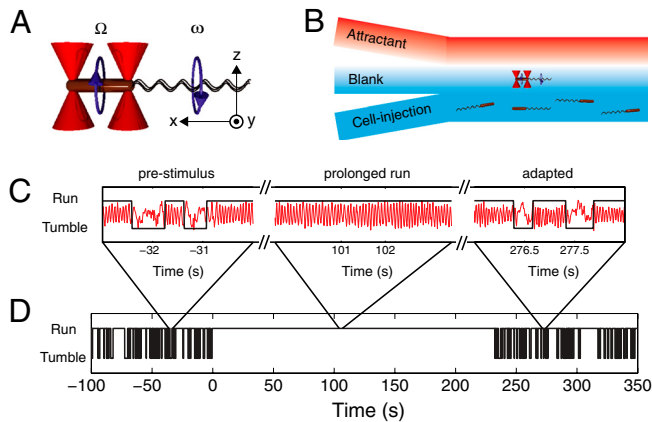 A
Ω
ω
z
x
y
B
Attractant
Blank
Cell-injection
C
pre-stimulus
prolonged run
adapted
Run
Tumble
−32
−31
101
102
276.5
277.5
Time (s)
Time (s)
Time (s)
D
Run
Tumble
−100
−50
0
50
100
150
200
250
300
350
Time (s)